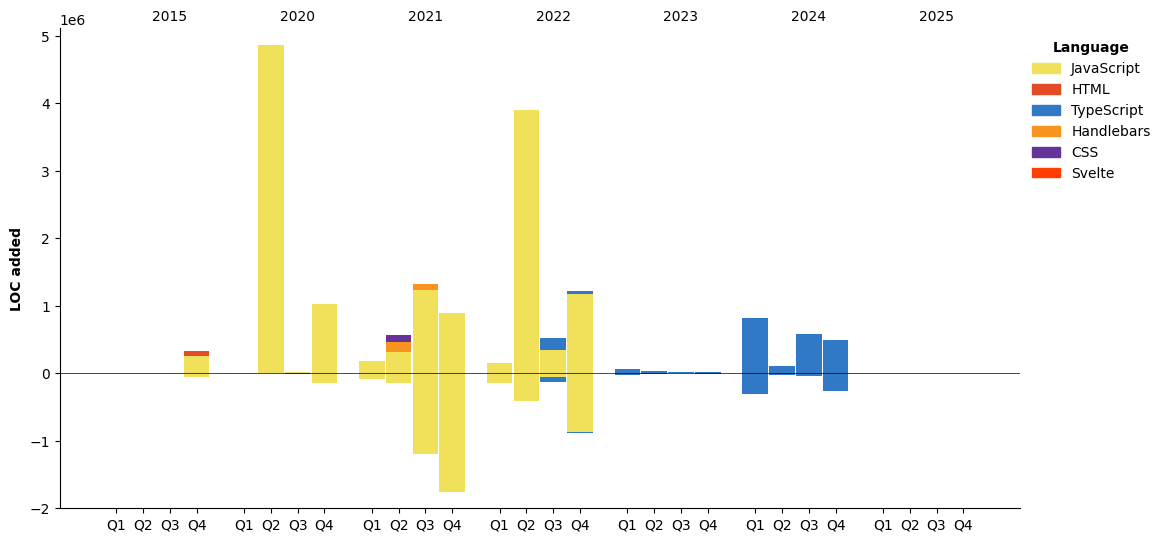 2015 2020 2021 2022 2023 2024 2025
1e6
5
4
3
2
1
0
−1
−2
LOC added
Q1 Q2 Q3 Q4 Q1 Q2 Q3 Q4 Q1 Q2 Q3 Q4 Q1 Q2 Q3 Q4 Q1 Q2 Q3 Q4 Q1 Q2 Q3 Q4 Q1 Q2 Q3 Q4
Language
JavaScript
HTML
TypeScript
Handlebars
CSS
Svelte